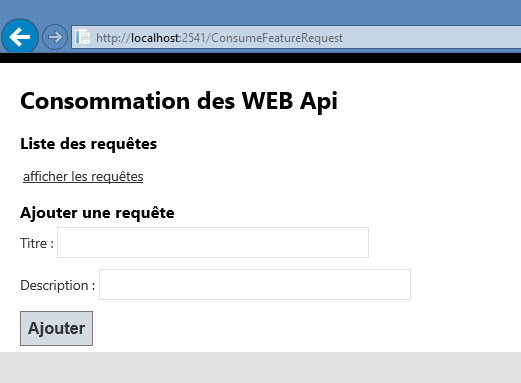 http://localhost:2541/ConsumeFeatureRequest
Consommation des WEB Api
Liste des requêtes
afficher les requêtes
Ajouter une requête
Titre :
Description :
Ajouter